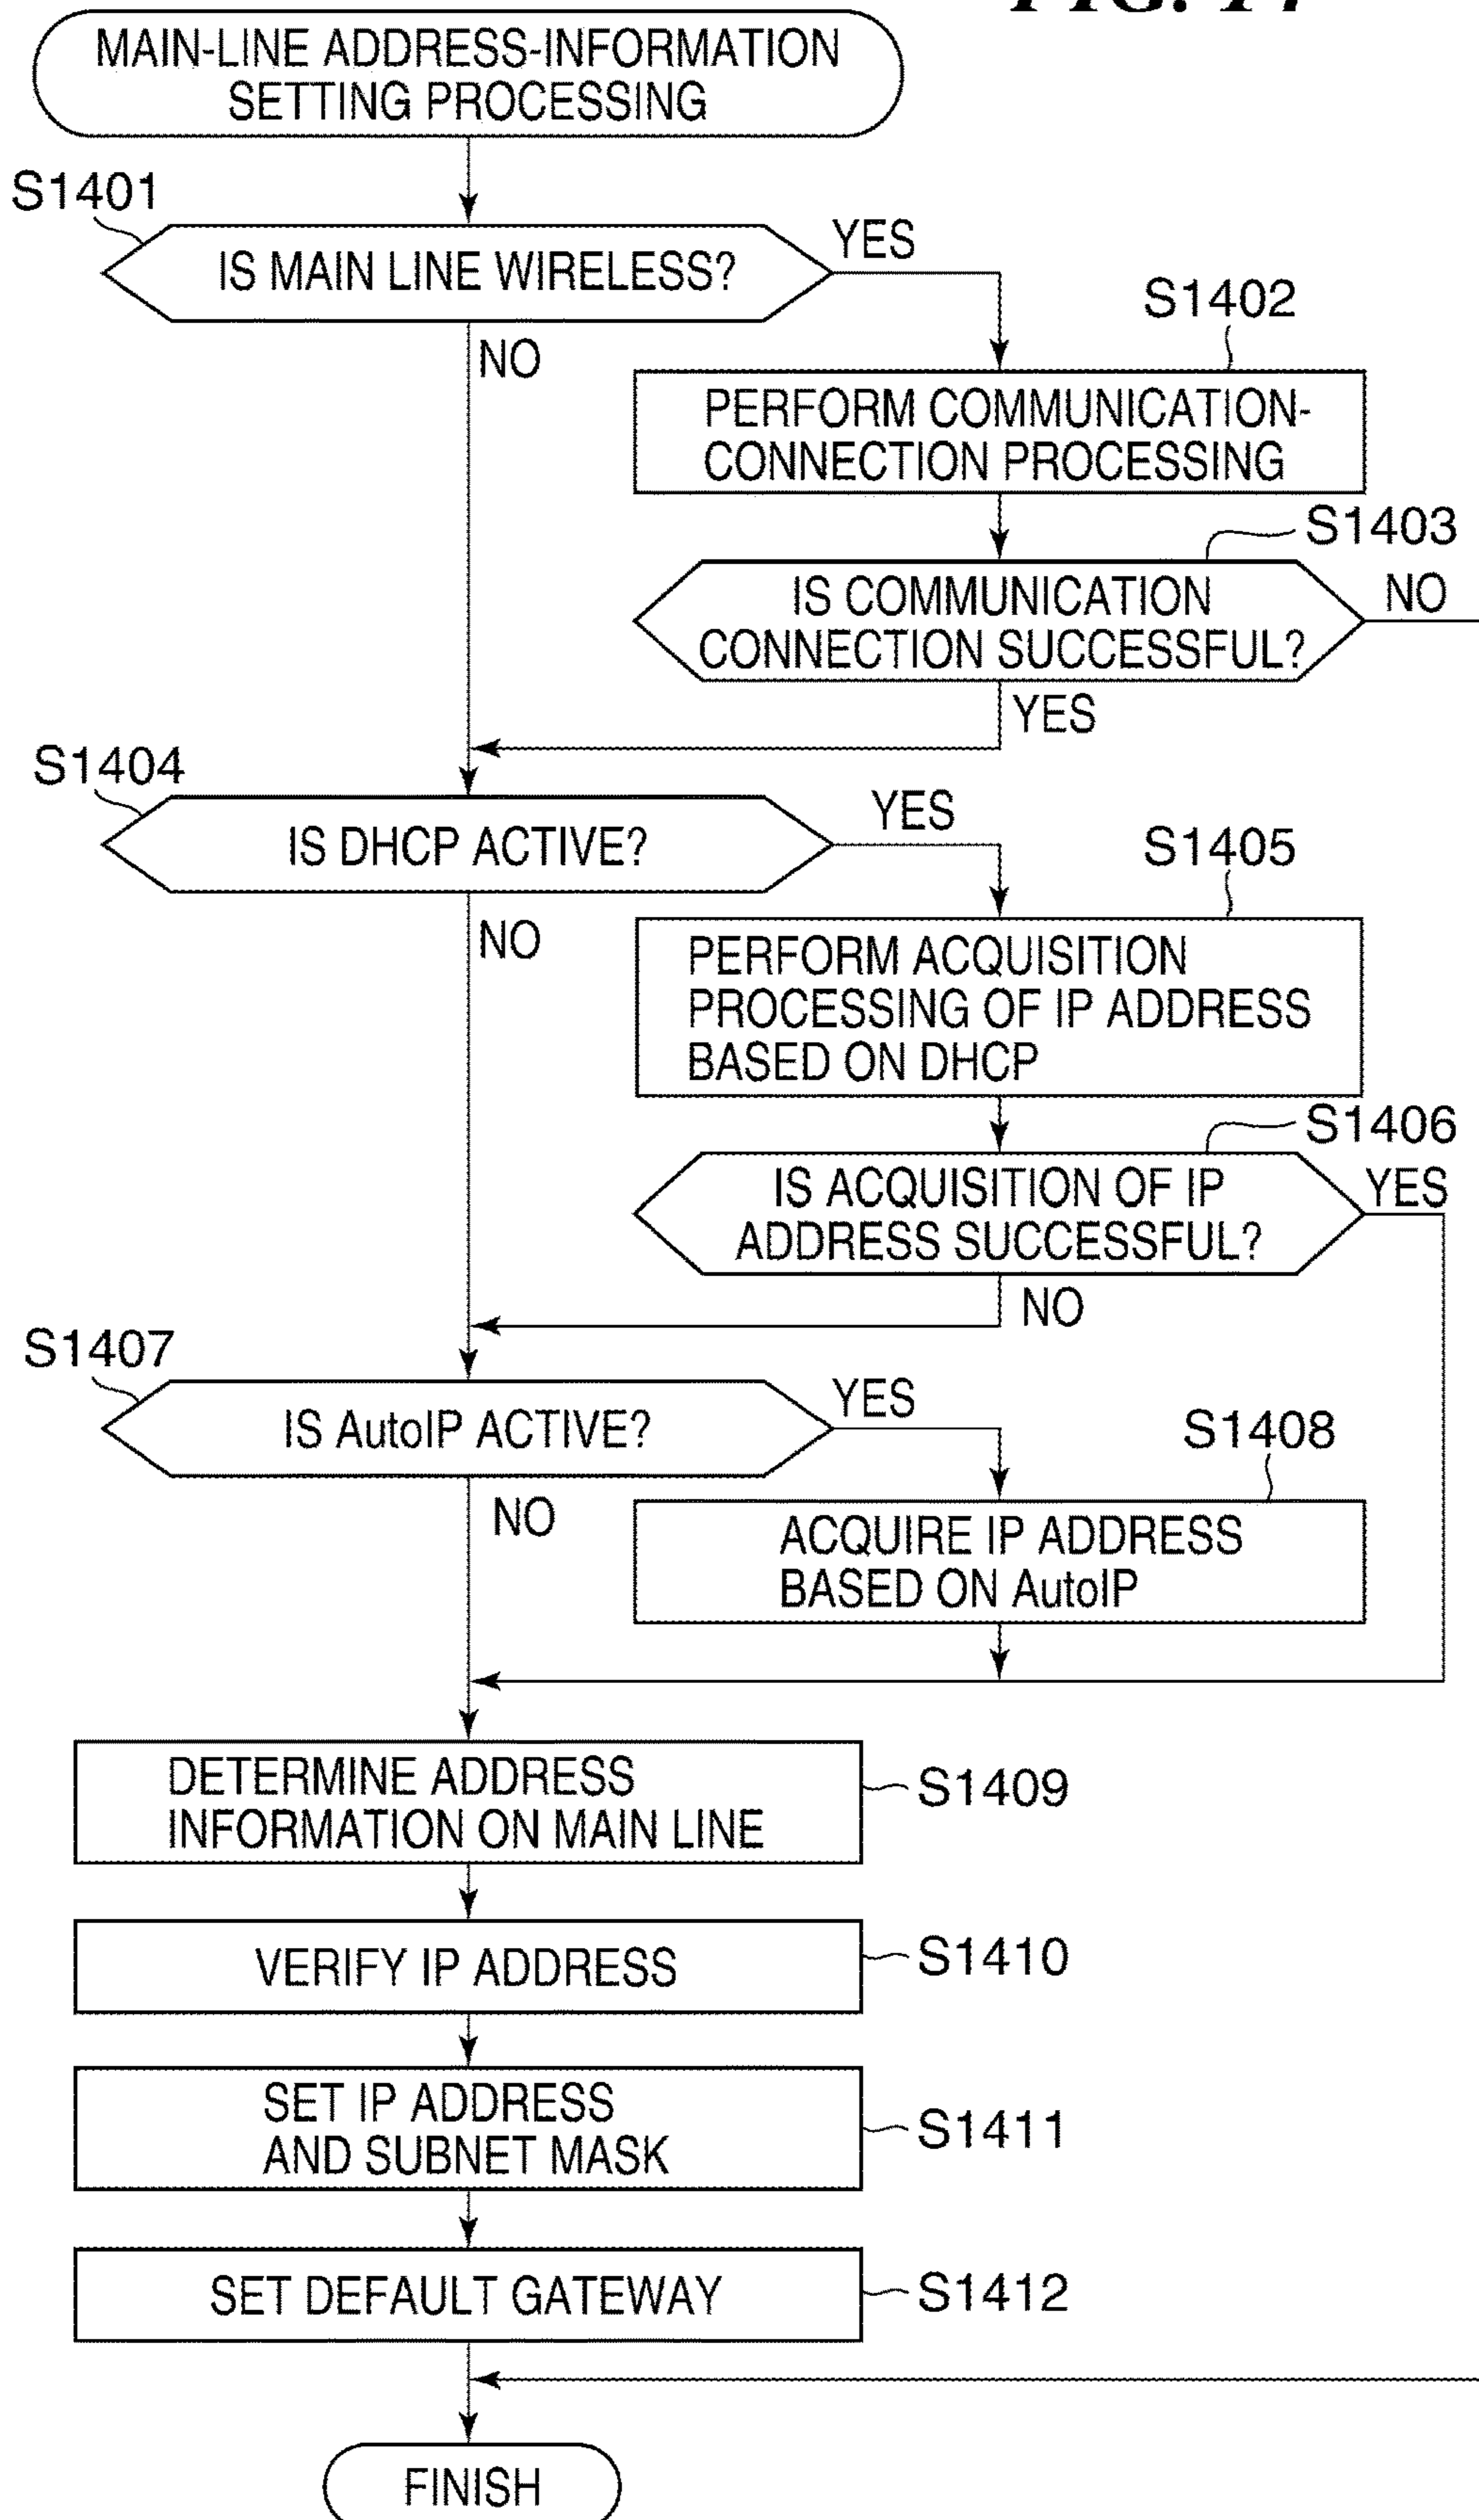 MAIN-LINE ADDRESS-INFORMATION
SETTING PROCESSING
S1401
IS MAIN LINE WIRELESS?
YES
NO
S1402
PERFORM COMMUNICATION-
CONNECTION PROCESSING
S1403
IS COMMUNICATION
CONNECTION SUCCESSFUL?
NO
YES
S1404
IS DHCP ACTIVE?
YES
NO
S1405
PERFORM ACQUISITION
PROCESSING OF IP ADDRESS
BASED ON DHCP
S1406
IS ACQUISITION OF IP
ADDRESS SUCCESSFUL?
YES
NO
S1407
IS AutoIP ACTIVE?
YES
NO
S1408
ACQUIRE IP ADDRESS
BASED ON AutoIP
DETERMINE ADDRESS
INFORMATION ON MAIN LINE
S1409
VERIFY IP ADDRESS
S1410
SET IP ADDRESS
AND SUBNET MASK
S1411
SET DEFAULT GATEWAY
S1412
FINISH